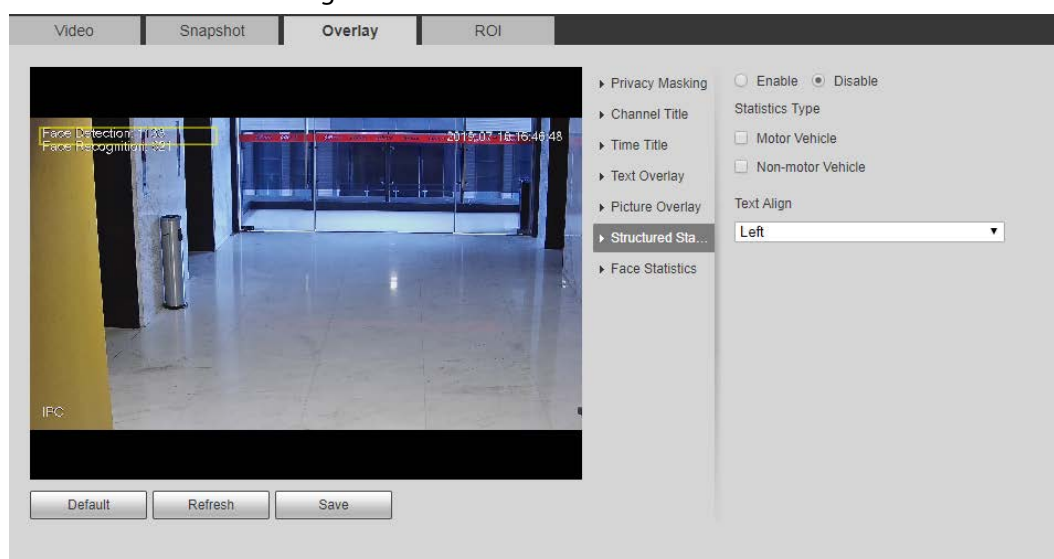 Video Snapshot Overlay ROI
Face Detection:
Face Recognition: 321
IPC
Default Refresh Save
Privacy Masking
Channel Title
Time Title
Text Overlay
Picture Overlay
Structured Sta...
Face Statistics
Enable Disable
Statistics Type
Motor Vehicle
Non-motor Vehicle
Text Align
Left